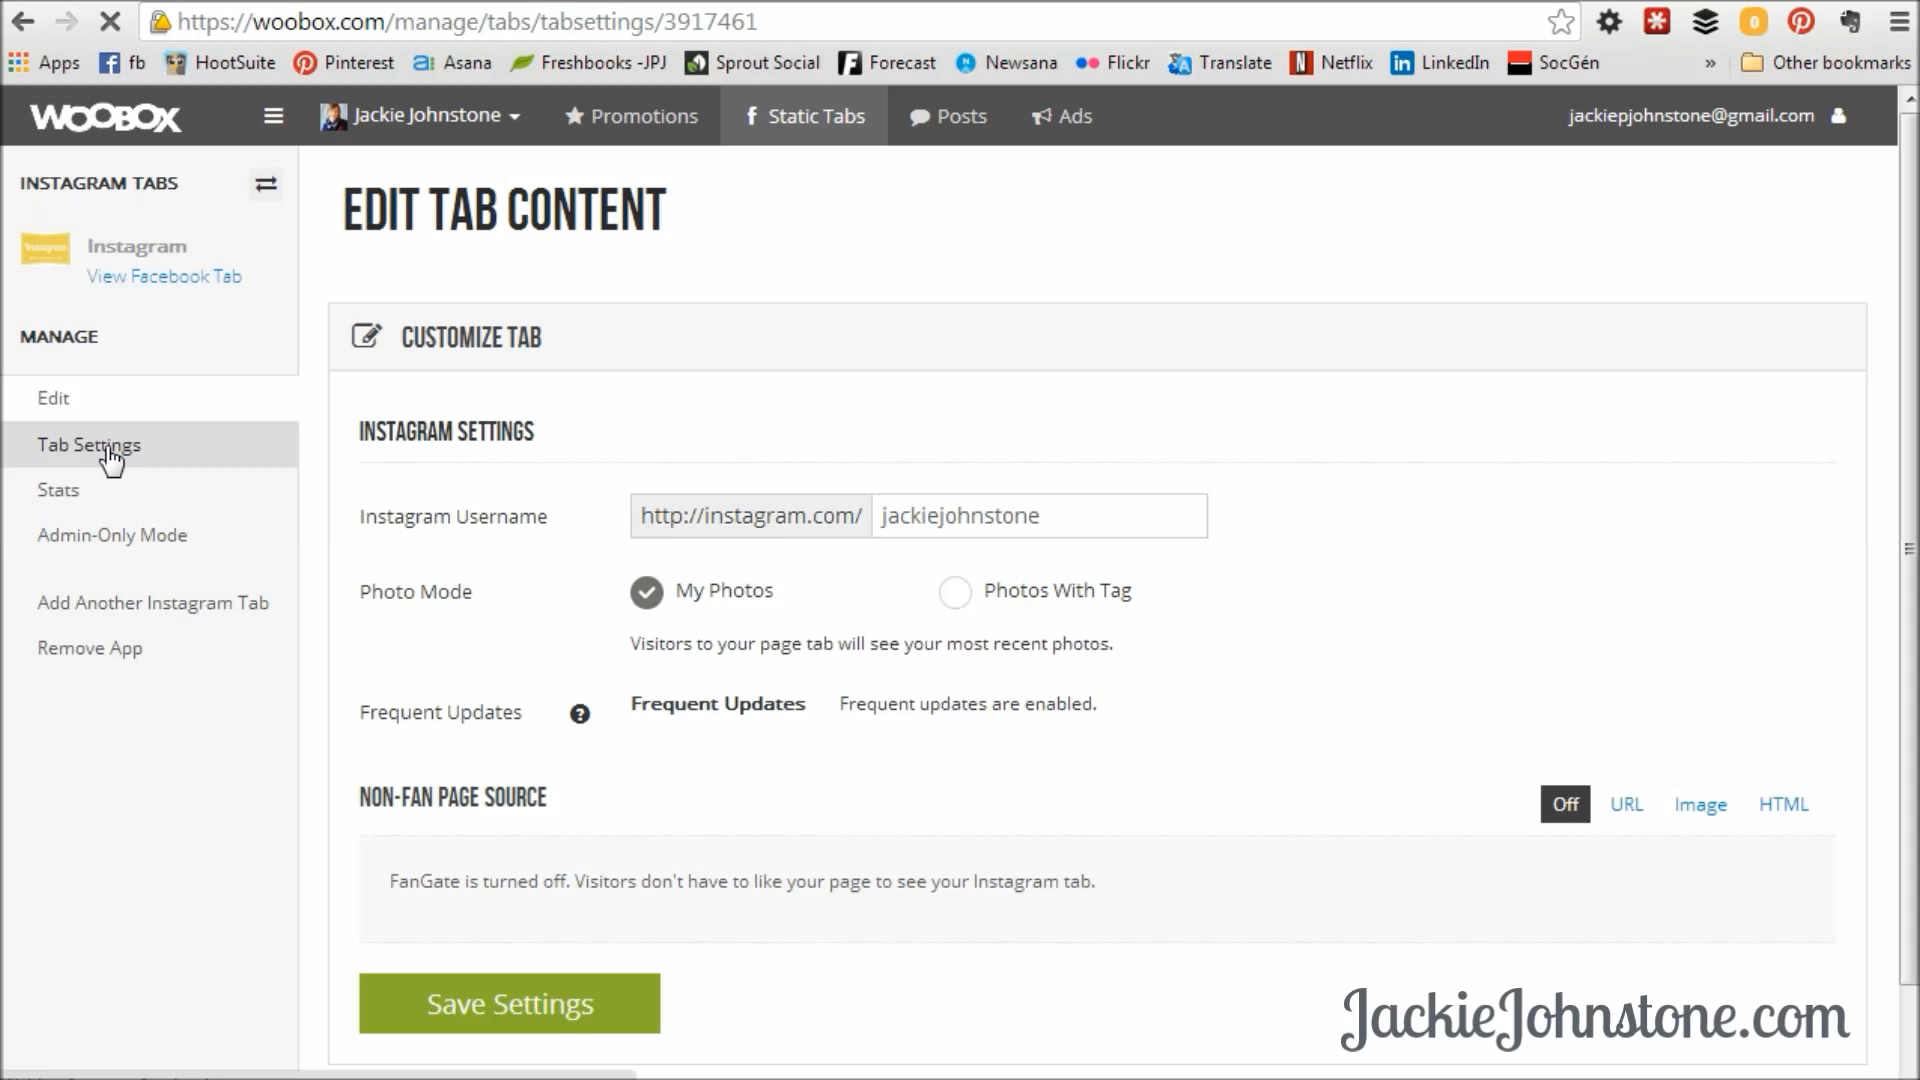 https://woobox.com/manage/tabs/tabsettings/3917461
0
Apps fb HootSuite Pinterest Asana Freshbooks -JPJ Sprout Social Forecast Newsana Flickr Translate Netflix LinkedIn SocGén » Other bookmarks
WOOBOX Jackie Johnstone Promotions Static Tabs Posts Ads jackiepjohnstone@gmail.com
INSTAGRAM TABS
Instagram
Instagram
View Facebook Tab
MANAGE
Edit
Tab Settings
Stats
Admin-Only Mode
Add Another Instagram Tab
Remove App
EDIT TAB CONTENT
CUSTOMIZE TAB
INSTAGRAM SETTINGS
Instagram Username http://instagram.com/ jackiejohnstone
Photo Mode My Photos Photos With Tag
Visitors to your page tab will see your most recent photos.
Frequent Updates ? Frequent Updates Frequent updates are enabled.
NON-FAN PAGE SOURCE Off URL Image HTML
FanGate is turned off. Visitors don't have to like your page to see your Instagram tab.
Save Settings
JackieJohnstone.com